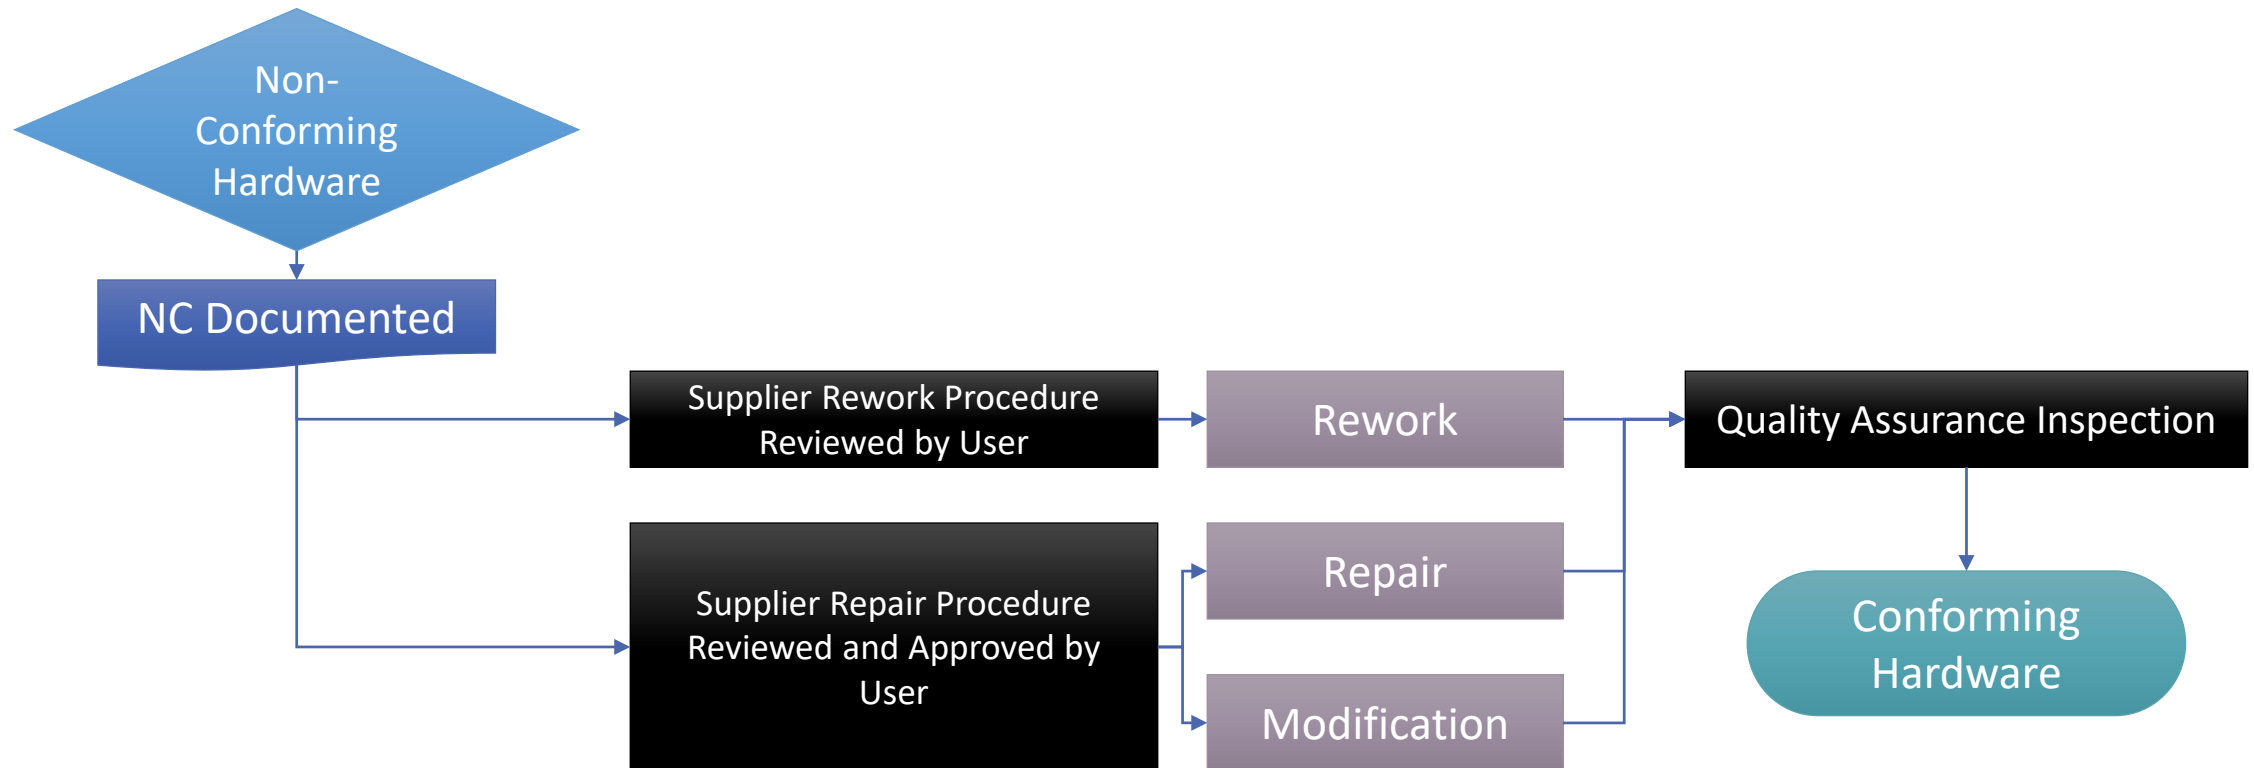 Non-
Conforming
Hardware
NC Documented
Supplier Rework Procedure
Reviewed by User
Rework
Quality Assurance Inspection
Supplier Repair Procedure
Reviewed and Approved by
User
Repair
Modification
Conforming
Hardware